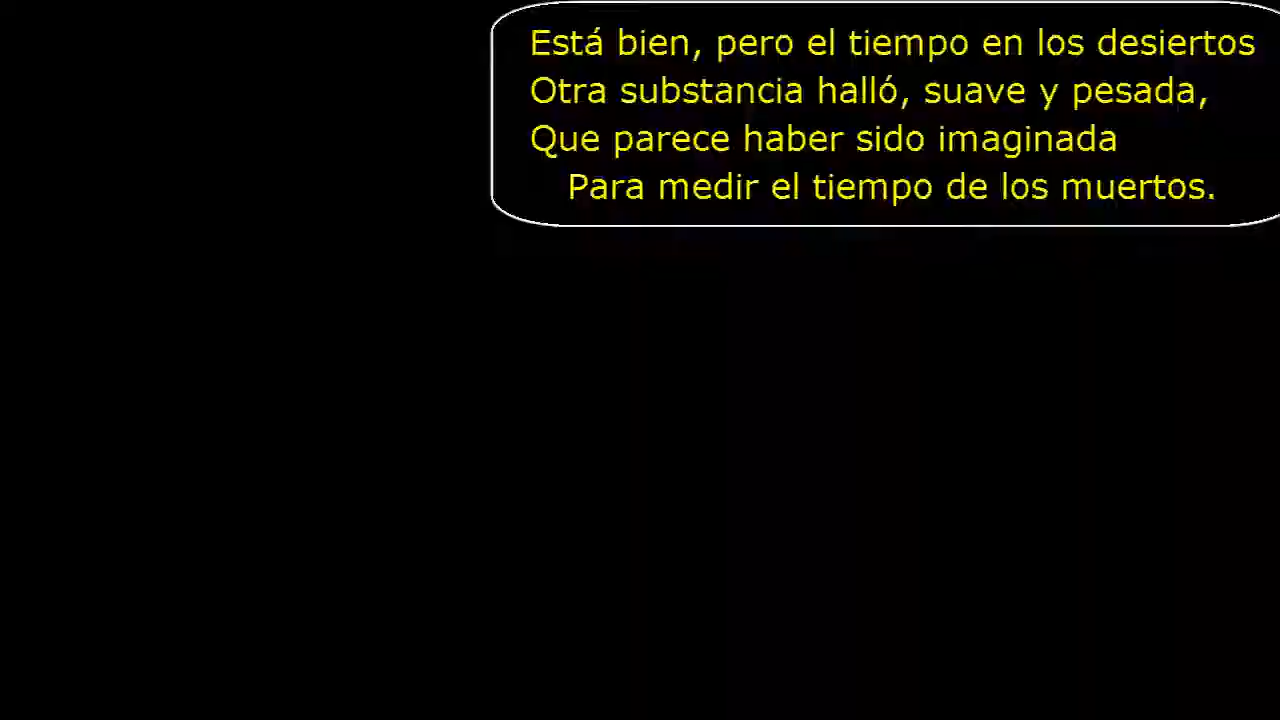 Está bien, pero el tiempo en los desiertos
Otra substancia halló, suave y pesada,
Que parece haber sido imaginada
Para medir el tiempo de los muertos.